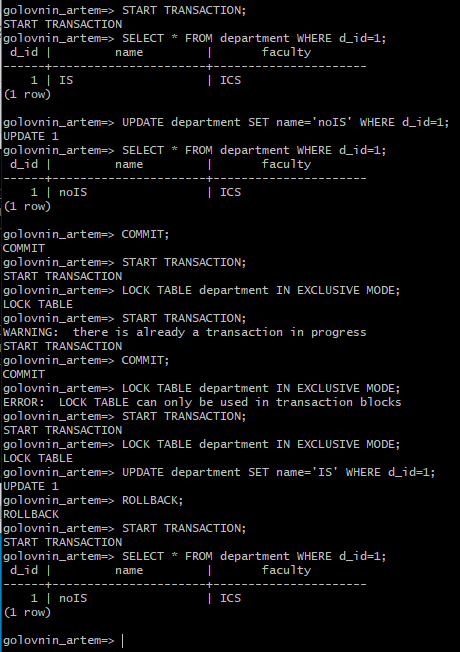 golovnin_artem=> START TRANSACTION;
START TRANSACTION
golovnin_artem=> SELECT * FROM department WHERE d_id=1;
 d_id |         name         |       faculty
------+----------------------+----------------------
    1 | IS                   | ICS
(1 row)

golovnin_artem=> UPDATE department SET name='noIS' WHERE d_id=1;
UPDATE 1
golovnin_artem=> SELECT * FROM department WHERE d_id=1;
 d_id |         name         |       faculty
------+----------------------+----------------------
    1 | noIS                 | ICS
(1 row)

golovnin_artem=> COMMIT;
COMMIT
golovnin_artem=> START TRANSACTION;
START TRANSACTION
golovnin_artem=> LOCK TABLE department IN EXCLUSIVE MODE;
LOCK TABLE
golovnin_artem=> START TRANSACTION;
WARNING:  there is already a transaction in progress
START TRANSACTION
golovnin_artem=> COMMIT;
COMMIT
golovnin_artem=> LOCK TABLE department IN EXCLUSIVE MODE;
ERROR:  LOCK TABLE can only be used in transaction blocks
golovnin_artem=> START TRANSACTION;
START TRANSACTION
golovnin_artem=> LOCK TABLE department IN EXCLUSIVE MODE;
LOCK TABLE
golovnin_artem=> UPDATE department SET name='IS' WHERE d_id=1;
UPDATE 1
golovnin_artem=> ROLLBACK;
ROLLBACK
golovnin_artem=> START TRANSACTION;
START TRANSACTION
golovnin_artem=> SELECT * FROM department WHERE d_id=1;
 d_id |         name         |       faculty
------+----------------------+----------------------
    1 | noIS                 | ICS
(1 row)

golovnin_artem=>